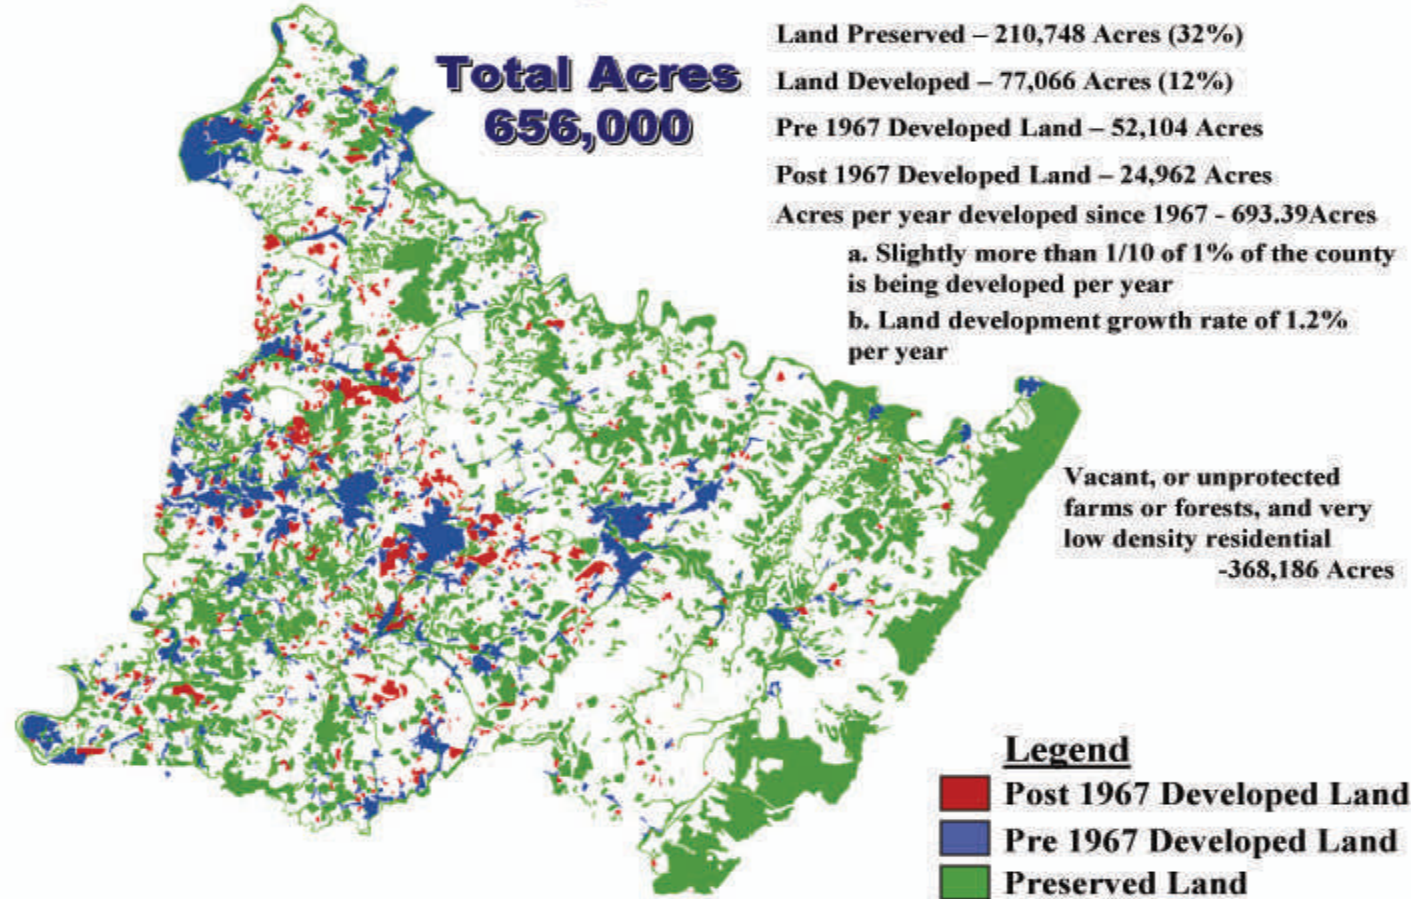 Total Acres
656,000
Land Preserved – 210,748 Acres (32%)
Land Developed – 77,066 Acres (12%)
Pre 1967 Developed Land – 52,104 Acres
Post 1967 Developed Land – 24,962 Acres
Acres per year developed since 1967 - 693.39Acres
a. Slightly more than 1/10 of 1% of the county
is being developed per year
b. Land development growth rate of 1.2%
per year
Vacant, or unprotected
farms or forests, and very
low density residential
-368,186 Acres
Legend
Post 1967 Developed Land
Pre 1967 Developed Land
Preserved Land